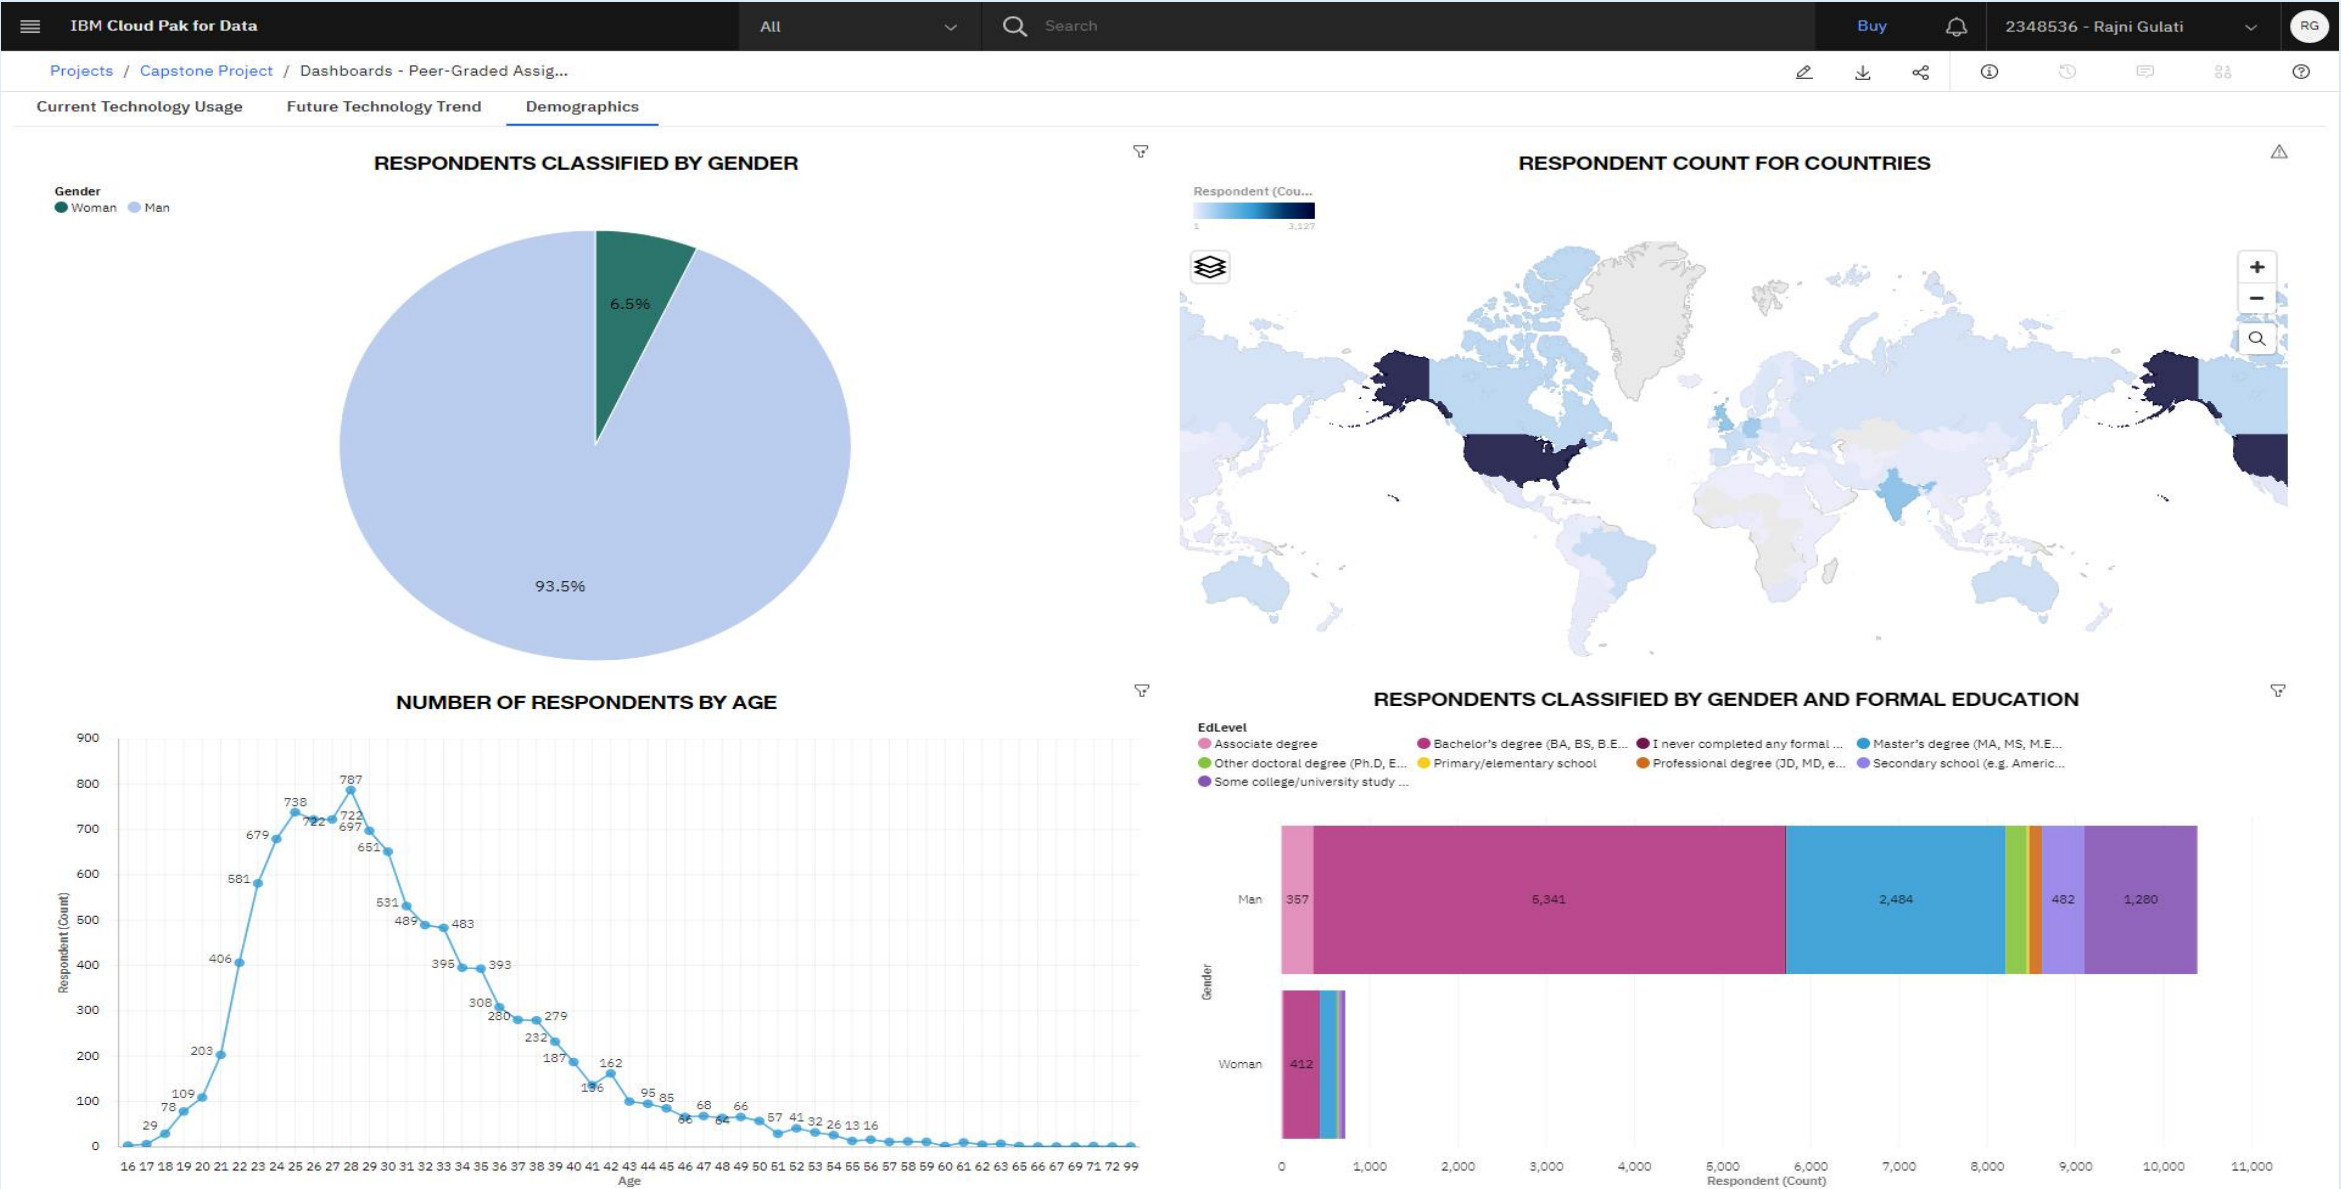 IBM Cloud Pak for Data
All
Search
Buy
2348536 - Rajni Gulati
RG
Projects / Capstone Project / Dashboards - Peer-Graded Assig...
Current Technology Usage
Future Technology Trend
Demographics
RESPONDENTS CLASSIFIED BY GENDER
Gender
Woman Man
6.5%
93.5%
RESPONDENT COUNT FOR COUNTRIES
Respondent (Cou...
1 3,127
NUMBER OF RESPONDENTS BY AGE
900
800
700
600
500
400
300
200
100
0
Respondent (Count)
29
78
109
203
406
581
679
738
722
722
787
697
651
531
489
483
395
393
308
280
279
232
187
136
162
95
85
66
68
64
66
57
41
32
26
13
16
16 17 18 19 20 21 22 23 24 25 26 27 28 29 30 31 32 33 34 35 36 37 38 39 40 41 42 43 44 45 46 47 48 49 50 51 52 53 54 55 56 57 58 59 60 61 62 63 65 66 67 69 71 72 99
Age
RESPONDENTS CLASSIFIED BY GENDER AND FORMAL EDUCATION
EdLevel
Associate degree Bachelor's degree (BA, BS, B.E... I never completed any formal ... Master's degree (MA, MS, M.E...
Other doctoral degree (Ph.D, E... Primary/elementary school Professional degree (JD, MD, e... Secondary school (e.g. Americ...
Some college/university study ...
Gender
Man 357 5,341 2,484 482 1,280
Woman 412
0 1,000 2,000 3,000 4,000 5,000 6,000 7,000 8,000 9,000 10,000 11,000
Respondent (Count)